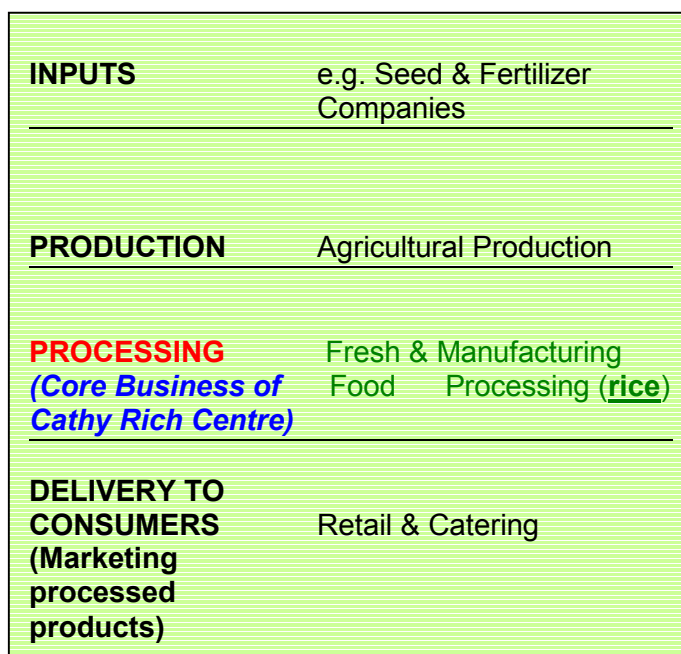 INPUTS e.g. Seed & Fertilizer
Companies
PRODUCTION Agricultural Production
PROCESSING Fresh & Manufacturing
(Core Business of Food Processing (rice)
Cathy Rich Centre)
DELIVERY TO
CONSUMERS Retail & Catering
(Marketing
processed
products)